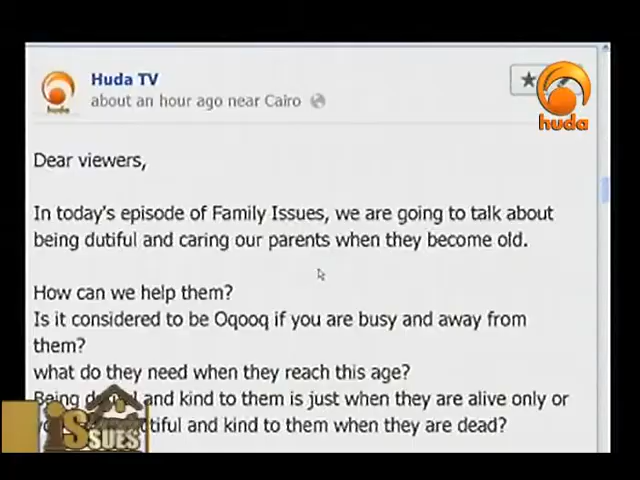 Huda TV
about an hour ago near Cairo
huda
huda
Dear viewers,
In today's episode of Family Issues, we are going to talk about
being dutiful and caring our parents when they become old.
How can we help them?
Is it considered to be Oqooq if you are busy and away from
them?
what do they need when they reach this age?
Being and kind to them is just when they are alive only or
and kind to them when they are dead?
iSSUES